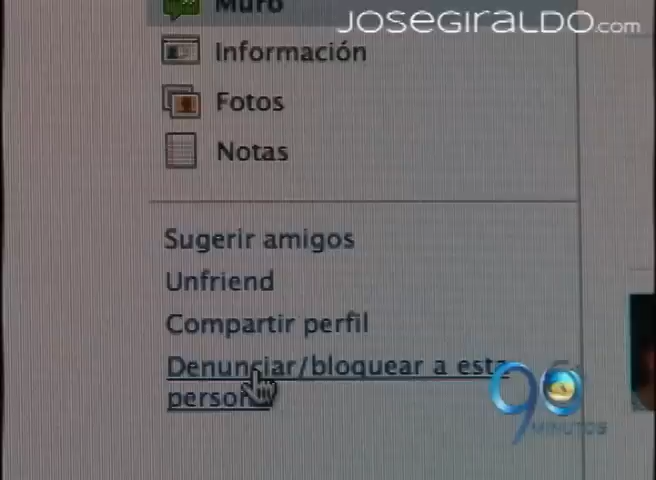 Muro
JOSEGIRALDO.com
Información
Fotos
Notas
Sugerir amigos
Unfriend
Compartir perfil
Denunciar/bloquear a esta
persona
90
MINUTOS